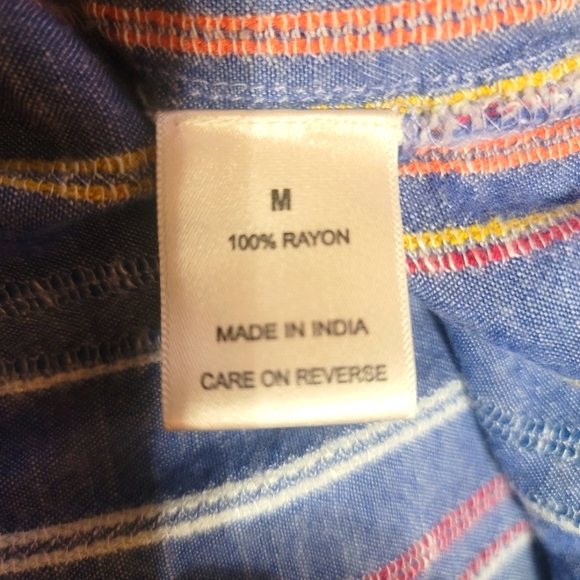 M
100% RAYON
MADE IN INDIA
CARE ON REVERSE